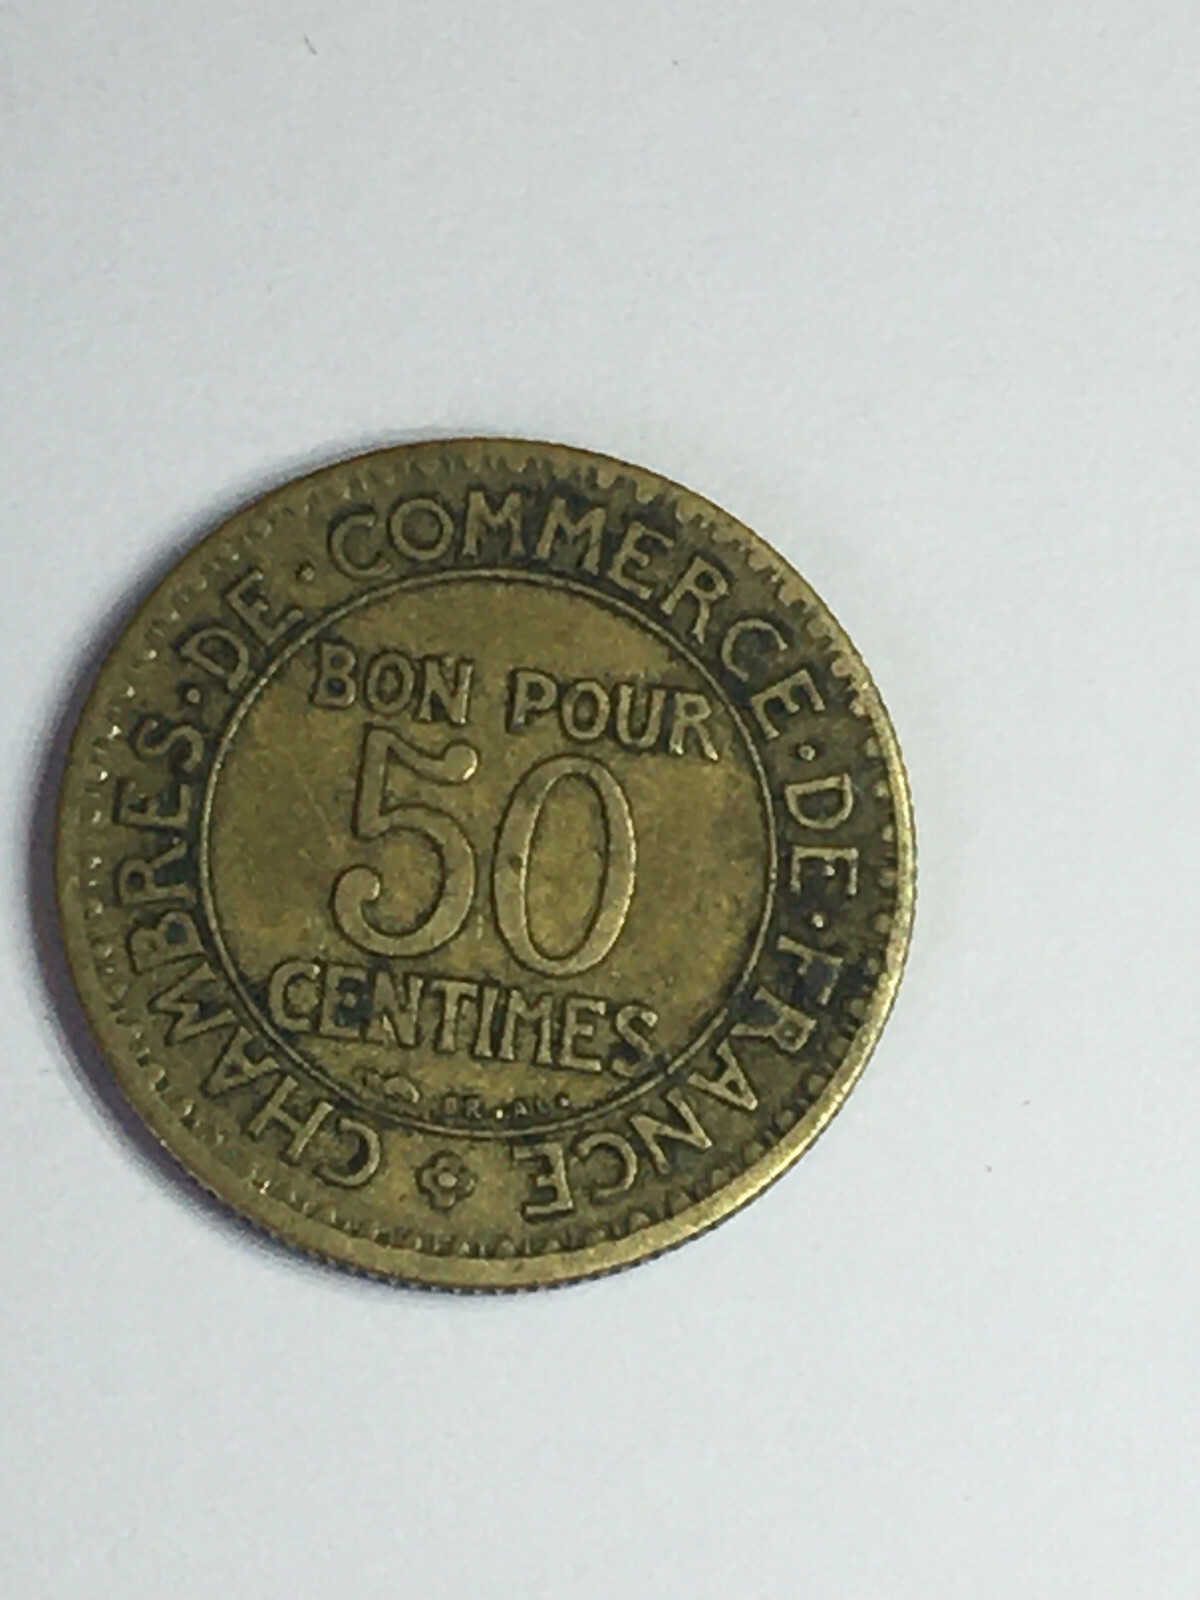 CHAMBRES·DE·COMMERCE·DE·FRANCE
BON POUR
50
CENTIMES